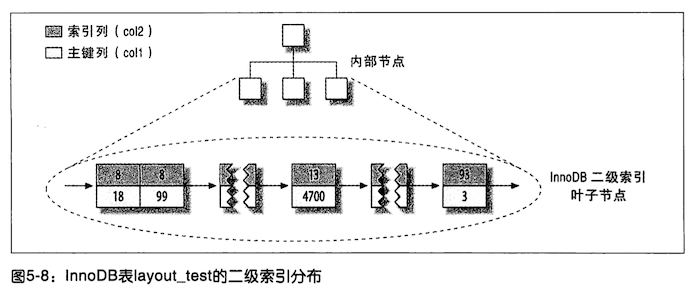 索引列（col2）
主键列（col1）
内部节点
8 8 13 93
18 99 4700 3
InnoDB 二级索引
叶子节点
图5-8：InnoDB表layout_test的二级索引分布